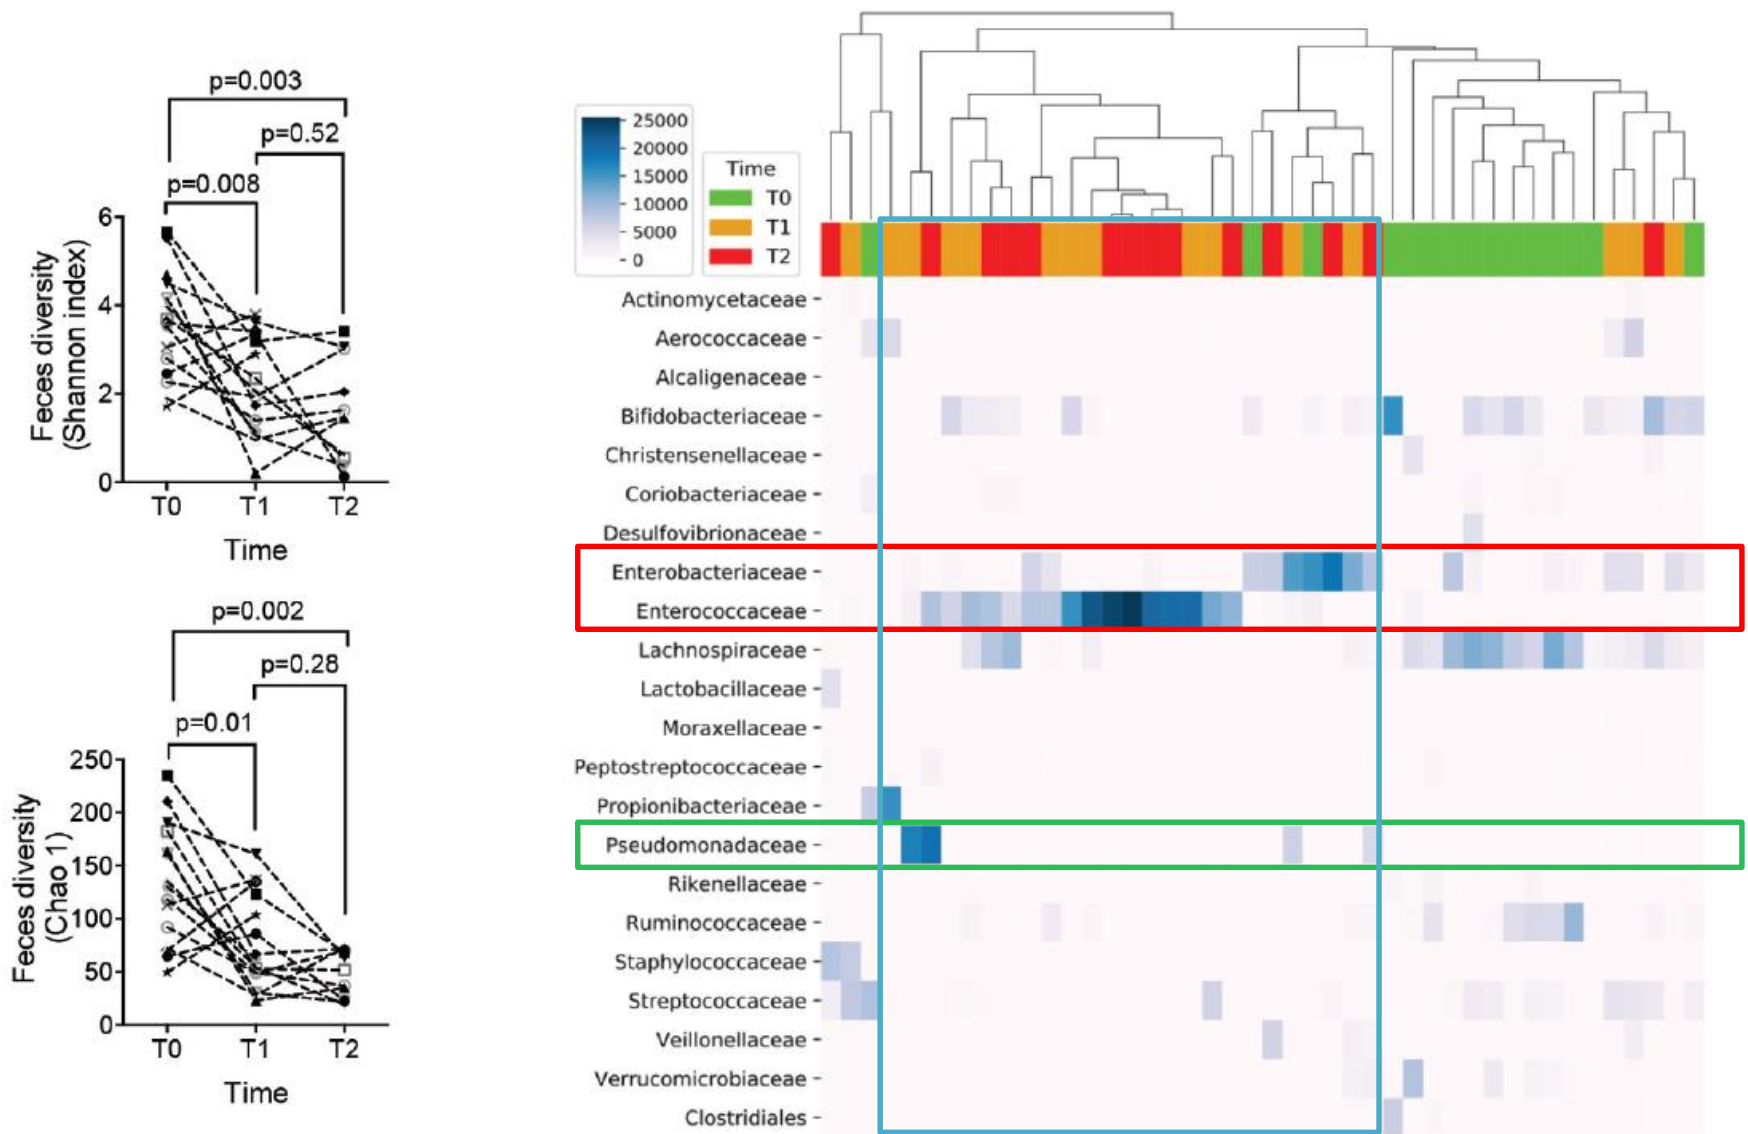 p=0.003
p=0.52
p=0.008
6
4
2
0
Feces diversity
(Shannon index)
T0 T1 T2
Time
p=0.002
p=0.28
p=0.01
250
200
150
100
50
0
Feces diversity
(Chao 1)
T0 T1 T2
Time
25000
20000
15000
10000
5000
0
Time
T0
T1
T2
Actinomycetaceae
Aerococcaceae
Alcaligenaceae
Bifidobacteriaceae
Christensenellaceae
Coriobacteriaceae
Desulfovibrionaceae
Enterobacteriaceae
Enterococcaceae
Lachnospiraceae
Lactobacillaceae
Moraxellaceae
Peptostreptococcaceae
Propionibacteriaceae
Pseudomonadaceae
Rikenellaceae
Ruminococcaceae
Staphylococcaceae
Streptococcaceae
Veillonellaceae
Verrucomicrobiaceae
Clostridiales